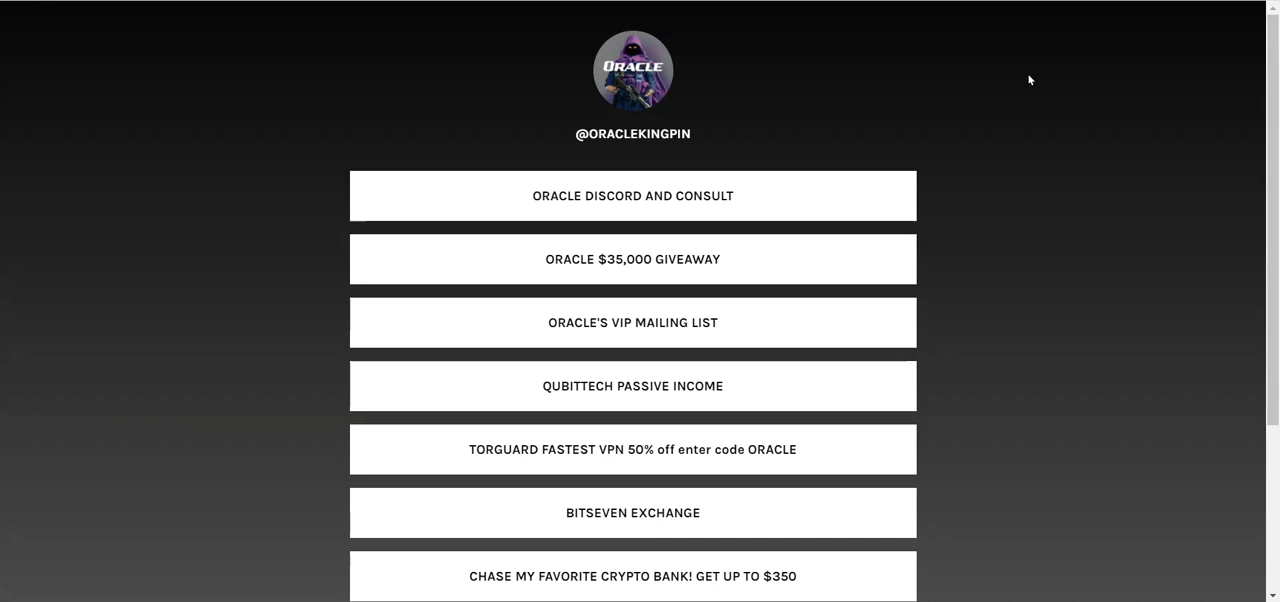 ORACLE
@ORACLEKINGPIN
ORACLE DISCORD AND CONSULT
ORACLE $35,000 GIVEAWAY
ORACLE'S VIP MAILING LIST
QUBITTECH PASSIVE INCOME
TORGUARD FASTEST VPN 50% off enter code ORACLE
BITSEVEN EXCHANGE
CHASE MY FAVORITE CRYPTO BANK! GET UP TO $350